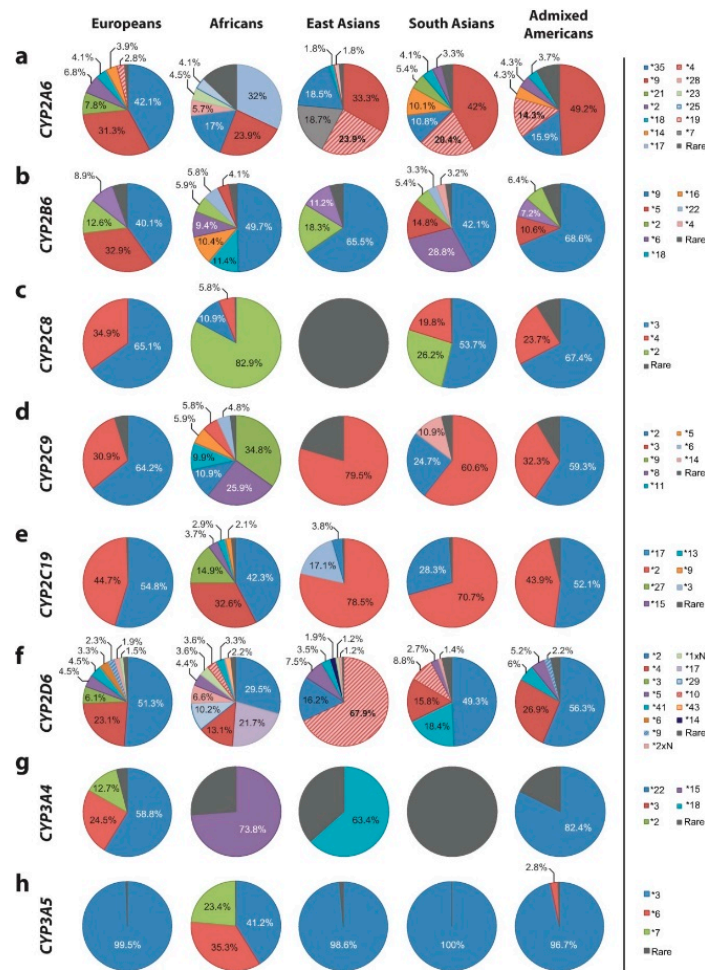 Europeans Africans East Asians South Asians Admixed Americans
a
CYP2A6
4.1% 3.9% 2.8% 6.8% 7.8% 31.3% 42.1%
4.1% 4.5% 5.7% 17% 23.9% 32%
1.8% 1.8% 18.5% 18.7% 23.9% 33.3%
4.1% 3.3% 5.4% 10.1% 10.8% 20.4% 42%
4.3% 3.7% 4.3% 14.3% 15.9% 49.2%
*35 *4
*9 *28
*21 *23
*2 *25
*18 *19
*14 *7
*17 Rare
b
CYP2B6
8.9% 12.6% 32.9% 40.1%
5.8% 4.1% 5.9% 9.4% 10.4% 11.4% 49.7%
11.2% 18.3% 65.5%
3.3% 3.2% 5.4% 14.8% 28.8% 42.1%
6.4% 7.2% 10.6% 68.6%
*9 *16
*5 *22
*2 *4
*6 Rare
*18
c
CYP2C8
34.9% 65.1%
5.8% 10.9% 82.9%
19.8% 26.2% 53.7%
23.7% 67.4%
*3
*4
*2
Rare
d
CYP2C9
30.9% 64.2%
5.8% 4.8% 5.9% 9.9% 10.9% 25.9% 34.8%
79.5%
10.9% 24.7% 60.6%
32.3% 59.3%
*2 *5
*3 *6
*9 *14
*8 Rare
*11
e
CYP2C19
44.7% 54.8%
2.9% 2.1% 3.7% 14.9% 32.6% 42.3%
3.8% 17.1% 78.5%
28.3% 70.7%
43.9% 52.1%
*17 *13
*2 *9
*27 *3
*15 Rare
f
CYP2D6
2.3% 1.9% 3.3% 1.5% 4.5% 4.5% 6.1% 23.1% 51.3%
3.6% 3.3% 3.6% 2.2% 4.4% 6.6% 10.2% 13.1% 21.7% 29.5%
1.9% 1.2% 3.5% 1.2% 7.5% 16.2% 67.9%
2.7% 1.4% 8.8% 15.8% 18.4% 49.3%
5.2% 2.2% 6% 26.9% 56.3%
*2 *1xN
*4 *17
*3 *29
*5 *10
*41 *43
*6 *14
*9 Rare
*2xN
g
CYP3A4
12.7% 24.5% 58.8%
73.8%
63.4%
82.4%
*22 *15
*3 *18
*2 Rare
h
CYP3A5
99.5%
23.4% 35.3% 41.2%
98.6%
100%
2.8% 96.7%
*3
*6
*7
Rare